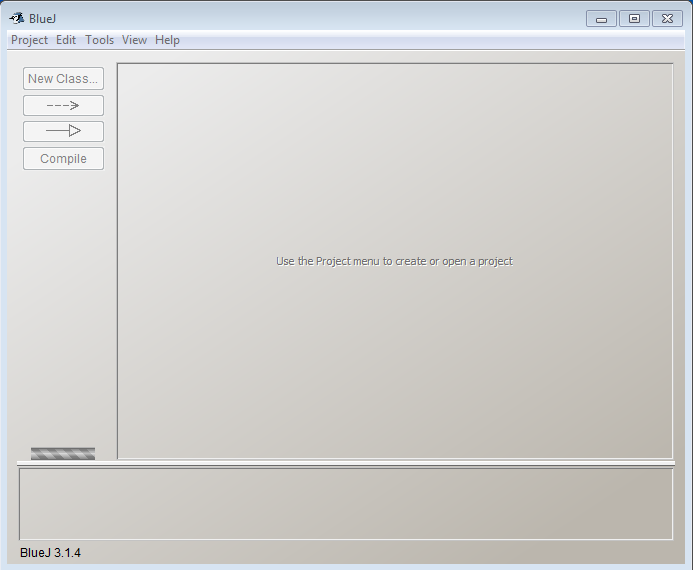 BlueJ
Project Edit Tools View Help
New Class...
Compile
Use the Project menu to create or open a project
BlueJ 3.1.4